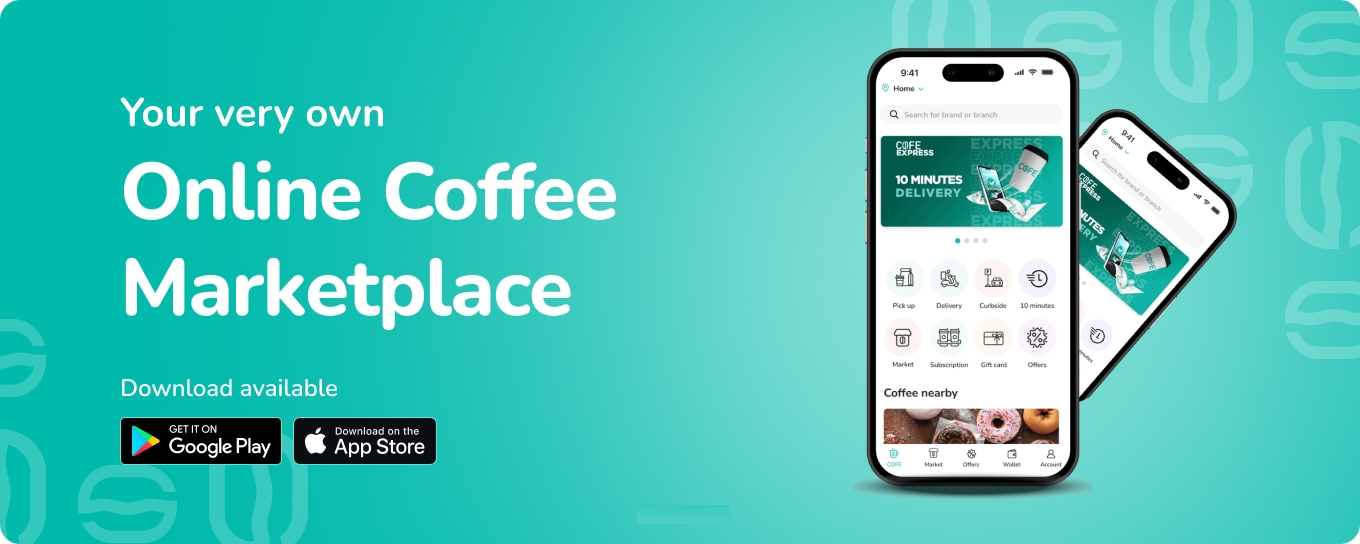 Your very own
Online Coffee
Marketplace
Download available
GET IT ON
Google Play
Download on the
App Store
9:41
Home
Search for brand or branch
COFE
EXPRESS
10 MINUTES
DELIVERY
EXPRESS
EXPRESS
COFE
Pick up
Delivery
Curbside
10 minutes
Market
Subscription
Gift card
Offers
Coffee nearby
COFE
Market
Offers
Wallet
Account
9:41
Home
Search for brand or branch
COFE
EXPRESS
COFE